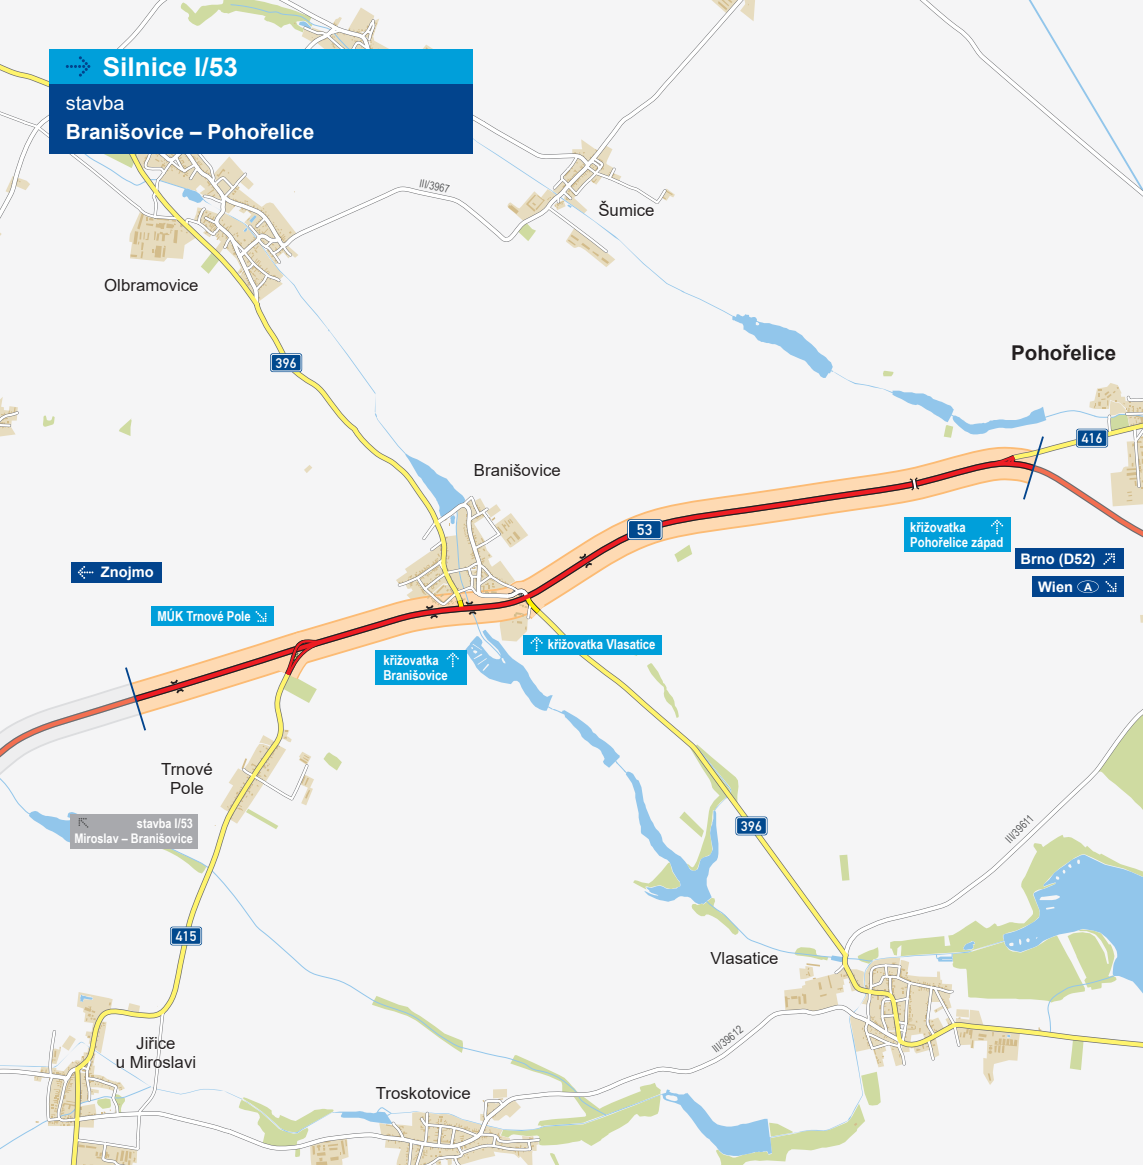 Silnice I/53
stavba
Branišovice – Pohořelice
III/3967
Šumice
Olbramovice
Pohořelice
396
416
Branišovice
53
křižovatka
Pohořelice západ
Brno (D52)
Znojmo
Wien A
MÚK Trnové Pole
křižovatka Vlasatice
křižovatka
Branišovice
Trnové
Pole
stavba I/53
Miroslav – Branišovice
396
III/39611
415
Vlasatice
III/39612
Jiřice
u Miroslavi
Troskotovice